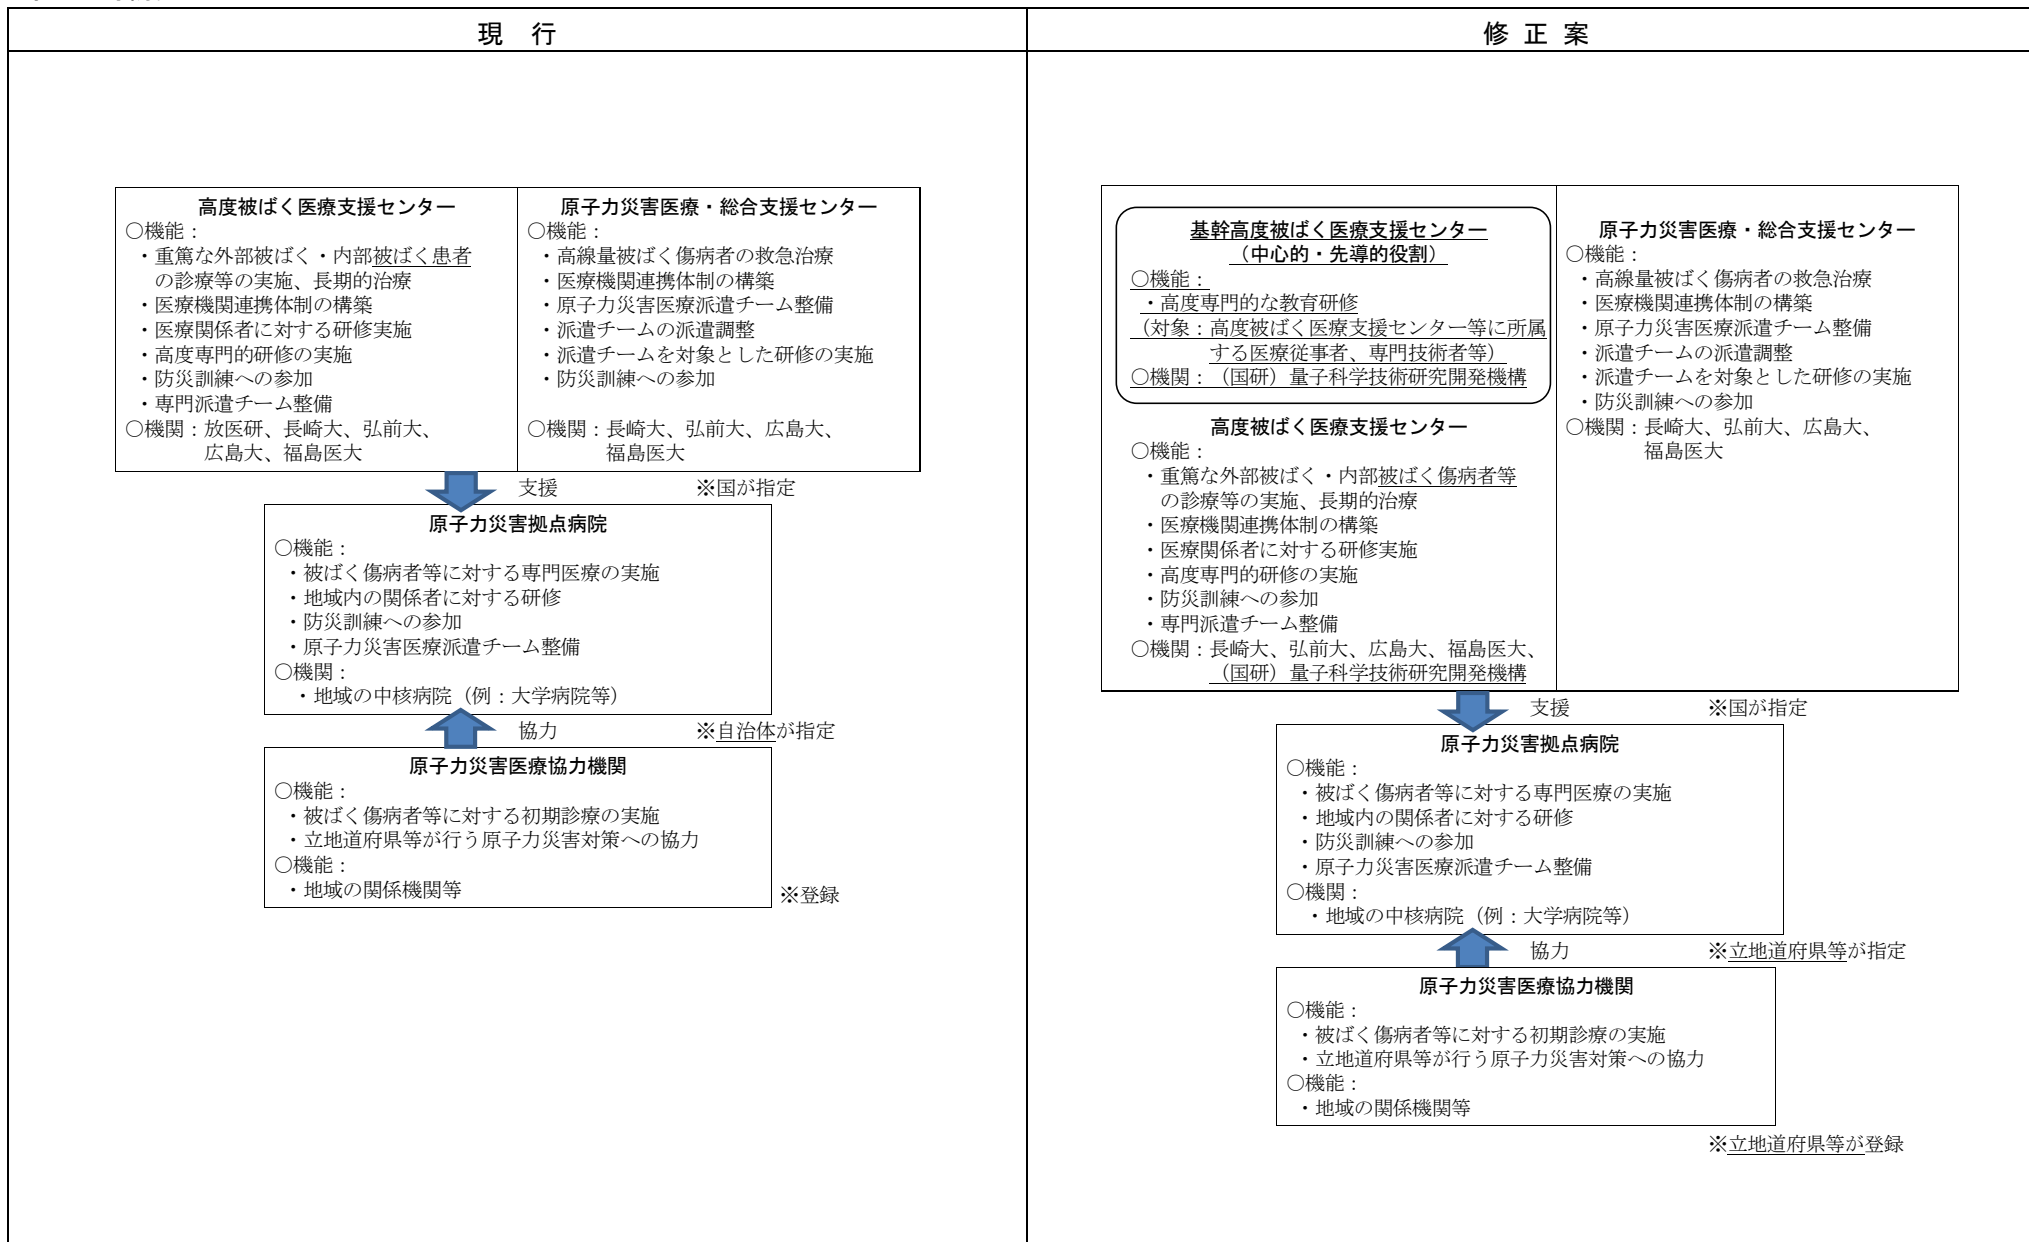 現 行
高度被ばく医療支援センター
○機能：
・重篤な外部被ばく・内部被ばく患者
の診療等の実施、長期的治療
・医療機関連携体制の構築
・医療関係者に対する研修実施
・高度専門的研修の実施
・防災訓練への参加
・専門派遣チーム整備
○機関：放医研、長崎大、弘前大、
広島大、福島医大
原子力災害医療・総合支援センター
○機能：
・高線量被ばく傷病者の救急治療
・医療機関連携体制の構築
・原子力災害医療派遣チーム整備
・派遣チームの派遣調整
・派遣チームを対象とした研修の実施
・防災訓練への参加
○機関：長崎大、弘前大、広島大、
福島医大
支援 ※国が指定
原子力災害拠点病院
○機能：
・被ばく傷病者等に対する専門医療の実施
・地域内の関係者に対する研修
・防災訓練への参加
・原子力災害医療派遣チーム整備
○機関：
・地域の中核病院（例：大学病院等）
協力 ※自治体が指定
原子力災害医療協力機関
○機能：
・被ばく傷病者等に対する初期診療の実施
・立地道府県等が行う原子力災害対策への協力
○機能：
・地域の関係機関等
※登録
修 正 案
基幹高度被ばく医療支援センター
（中心的・先導的役割）
○機能：
・高度専門的な教育研修
（対象：高度被ばく医療支援センター等に所属
する医療従事者、専門技術者等）
○機関：（国研）量子科学技術研究開発機構
高度被ばく医療支援センター
○機能：
・重篤な外部被ばく・内部被ばく傷病者等
の診療等の実施、長期的治療
・医療機関連携体制の構築
・医療関係者に対する研修実施
・高度専門的研修の実施
・防災訓練への参加
・専門派遣チーム整備
○機関：長崎大、弘前大、広島大、福島医大、
（国研）量子科学技術研究開発機構
原子力災害医療・総合支援センター
○機能：
・高線量被ばく傷病者の救急治療
・医療機関連携体制の構築
・原子力災害医療派遣チーム整備
・派遣チームの派遣調整
・派遣チームを対象とした研修の実施
・防災訓練への参加
○機関：長崎大、弘前大、広島大、
福島医大
支援 ※国が指定
原子力災害拠点病院
○機能：
・被ばく傷病者等に対する専門医療の実施
・地域内の関係者に対する研修
・防災訓練への参加
・原子力災害医療派遣チーム整備
○機関：
・地域の中核病院（例：大学病院等）
協力 ※立地道府県等が指定
原子力災害医療協力機関
○機能：
・被ばく傷病者等に対する初期診療の実施
・立地道府県等が行う原子力災害対策への協力
○機能：
・地域の関係機関等
※立地道府県等が登録